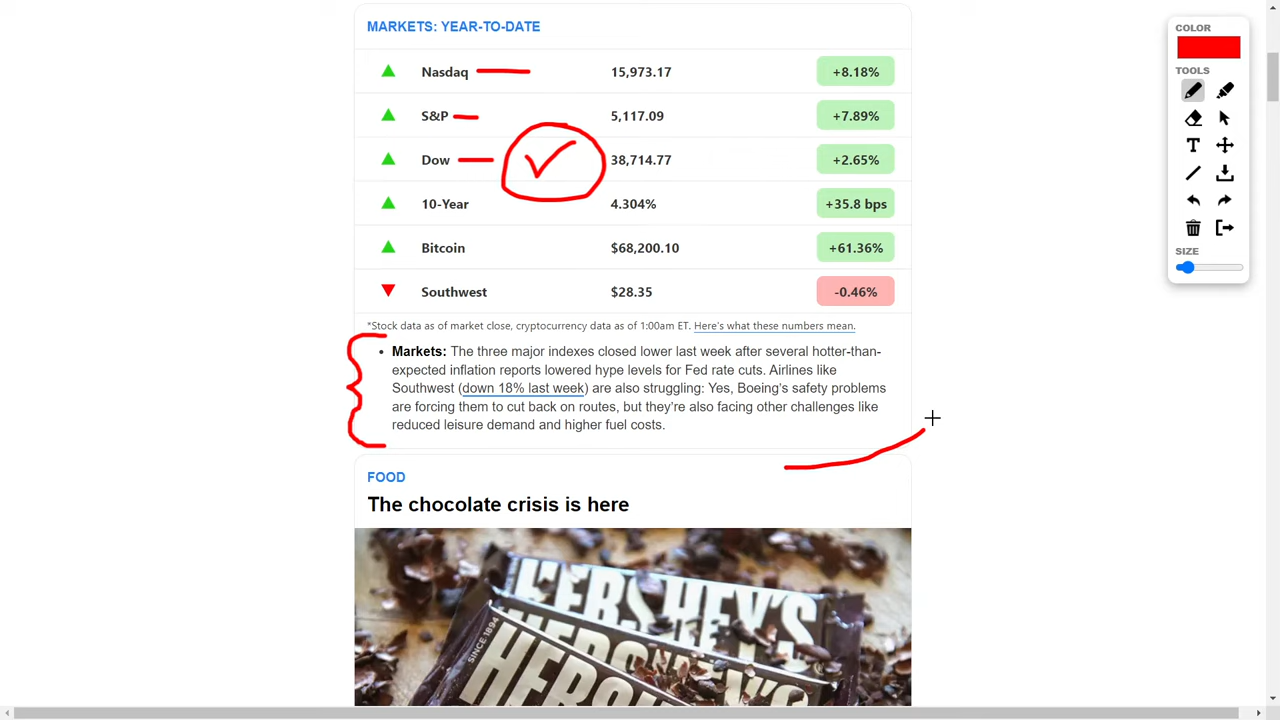 MARKETS: YEAR-TO-DATE
Nasdaq 15,973.17 +8.18%
S&P 5,117.09 +7.89%
Dow 38,714.77 +2.65%
10-Year 4.304% +35.8 bps
Bitcoin $68,200.10 +61.36%
Southwest $28.35 -0.46%
*Stock data as of market close, cryptocurrency data as of 1:00am ET. Here's what these numbers mean.
• Markets: The three major indexes closed lower last week after several hotter-than-
expected inflation reports lowered hype levels for Fed rate cuts. Airlines like
Southwest (down 18% last week) are also struggling: Yes, Boeing's safety problems
are forcing them to cut back on routes, but they're also facing other challenges like
reduced leisure demand and higher fuel costs.
FOOD
The chocolate crisis is here
HERSHEY'S
SINCE 1894
COLOR
TOOLS
T
SIZE